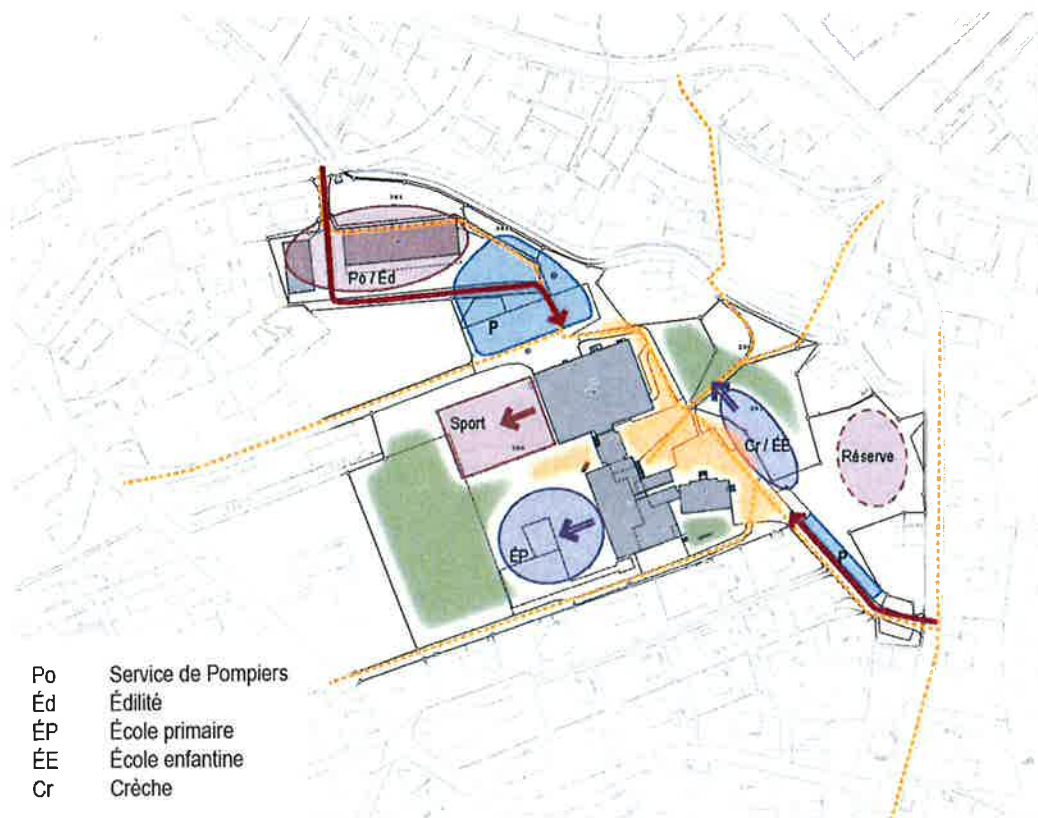 Po / Éd
P
Sport
Cr / ÉE
Réserve
ÉP
P
Po Service de Pompiers
Éd Édilité
ÉP École primaire
ÉE École enfantine
Cr Crèche